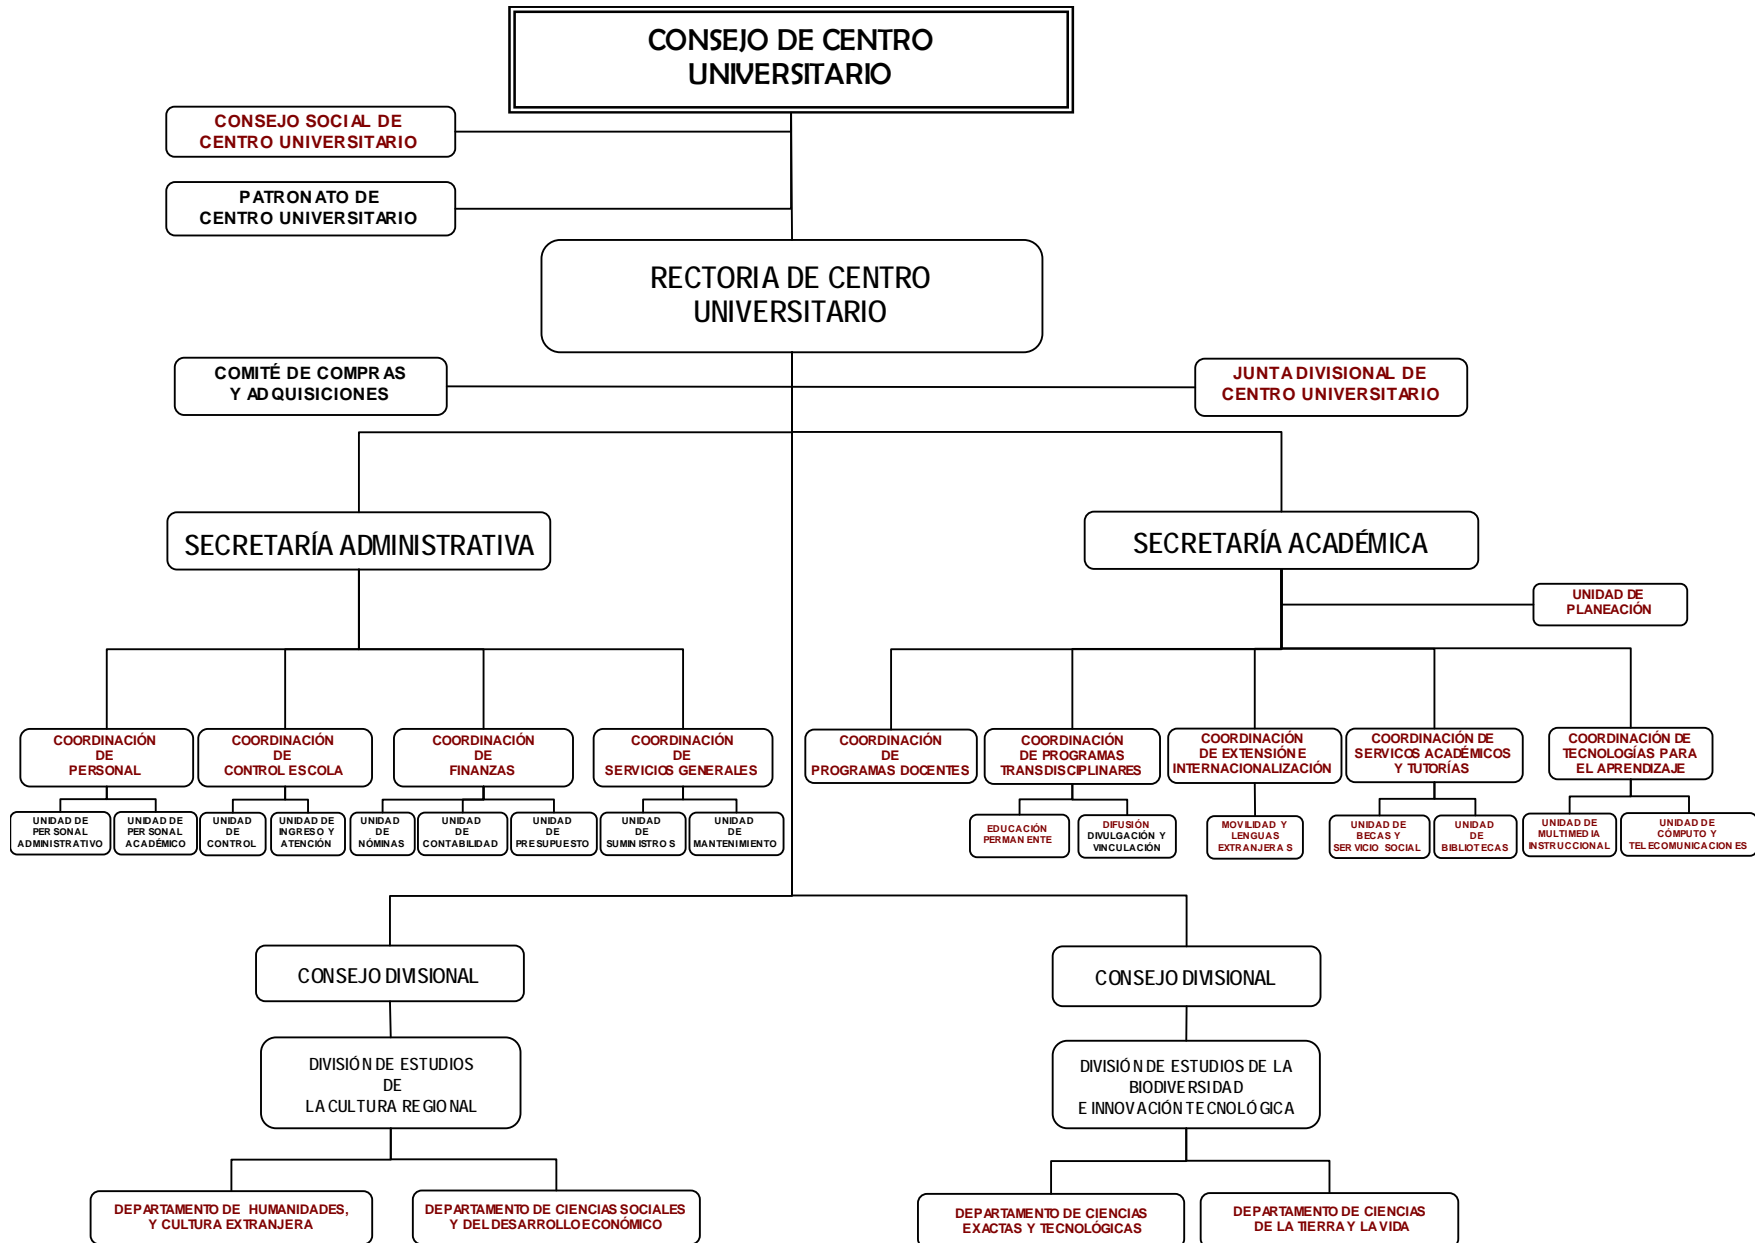 CONSEJO DE CENTRO
UNIVERSITARIO
CONSEJO SOCIAL DE
CENTRO UNIVERSITARIO
PATRONATO DE
CENTRO UNIVERSITARIO
RECTORIA DE CENTRO
UNIVERSITARIO
COMITÉ DE COMPRAS
Y ADQUISICIONES
JUNTA DIVISIONAL DE
CENTRO UNIVERSITARIO
SECRETARÍA ADMINISTRATIVA
SECRETARÍA ACADÉMICA
UNIDAD DE
PLANEACIÓN
COORDINACIÓN
DE
PERSONAL
COORDINACIÓN
DE
CONTROL ESCOLA
COORDINACIÓN
DE
FINANZAS
COORDINACIÓN
DE
SERVICIOS GENERALES
COORDINACIÓN
DE
PROGRAMAS DOCENTES
COORDINACIÓN
DE PROGRAMAS
TRANSDISCIPLINARES
COORDINACIÓN
DE EXTENSIÓN E
INTERNACIONALIZACIÓN
COORDINACIÓN DE
SERVICOS ACADÉMICOS
Y TUTORÍAS
COORDINACIÓN DE
TECNOLOGÍAS PARA
EL APRENDIZAJE
UNIDAD DE
PERSONAL
ADMINISTRATIVO
UNIDAD DE
PERSONAL
ACADÉMICO
UNIDAD
DE
CONTROL
UNIDAD DE
INGRESO Y
ATENCIÓN
UNIDAD
DE
NÓMINAS
UNIDAD
DE
CONTABILIDAD
UNIDAD
DE
PRESUPUESTO
UNIDAD
DE
SUMINISTROS
UNIDAD
DE
MANTENIMIENTO
EDUCACIÓN
PERMANENTE
DIFUSIÓN
DIVULGACIÓN Y
VINCULACIÓN
MOVILIDAD Y
LENGUAS
EXTRANJERAS
UNIDAD DE
BECAS Y
SERVICIO SOCIAL
UNIDAD
DE
BIBLIOTECAS
UNIDAD DE
MULTIMEDIA
INSTRUCCIONAL
UNIDAD DE
CÓMPUTO Y
TELECOMUNICACIONES
CONSEJO DIVISIONAL
CONSEJO DIVISIONAL
DIVISIÓN DE ESTUDIOS
DE
LA CULTURA REGIONAL
DIVISIÓN DE ESTUDIOS DE LA
BIODIVERSIDAD
E INNOVACIÓN TECNOLÓGICA
DEPARTAMENTO DE HUMANIDADES,
Y CULTURA EXTRANJERA
DEPARTAMENTO DE CIENCIAS SOCIALES
Y DEL DESARROLLO ECONÓMICO
DEPARTAMENTO DE CIENCIAS
EXACTAS Y TECNOLÓGICAS
DEPARTAMENTO DE CIENCIAS
DE LA TIERRA Y LA VIDA